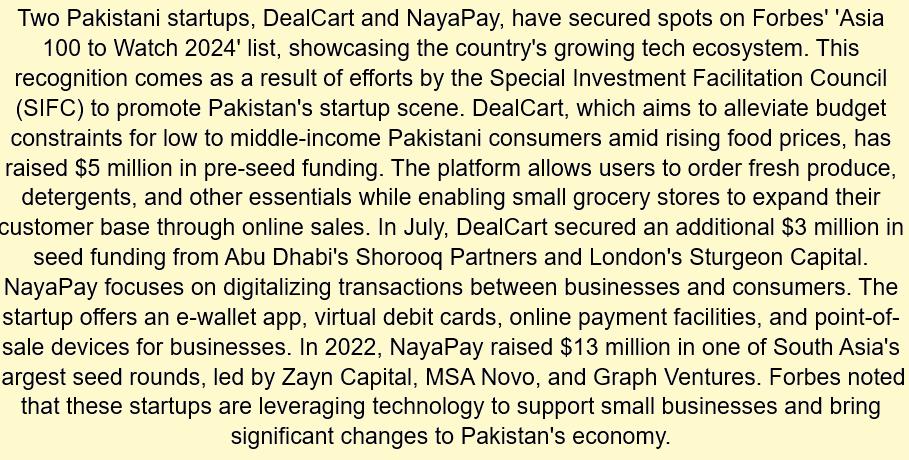 Two Pakistani startups, DealCart and NayaPay, have secured spots on Forbes' 'Asia
100 to Watch 2024' list, showcasing the country's growing tech ecosystem. This
recognition comes as a result of efforts by the Special Investment Facilitation Council
(SIFC) to promote Pakistan's startup scene. DealCart, which aims to alleviate budget
constraints for low to middle-income Pakistani consumers amid rising food prices, has
raised $5 million in pre-seed funding. The platform allows users to order fresh produce,
detergents, and other essentials while enabling small grocery stores to expand their
customer base through online sales. In July, DealCart secured an additional $3 million in
seed funding from Abu Dhabi's Shorooq Partners and London's Sturgeon Capital.
NayaPay focuses on digitalizing transactions between businesses and consumers. The
startup offers an e-wallet app, virtual debit cards, online payment facilities, and point-of-
sale devices for businesses. In 2022, NayaPay raised $13 million in one of South Asia's
argest seed rounds, led by Zayn Capital, MSA Novo, and Graph Ventures. Forbes noted
that these startups are leveraging technology to support small businesses and bring
significant changes to Pakistan's economy.